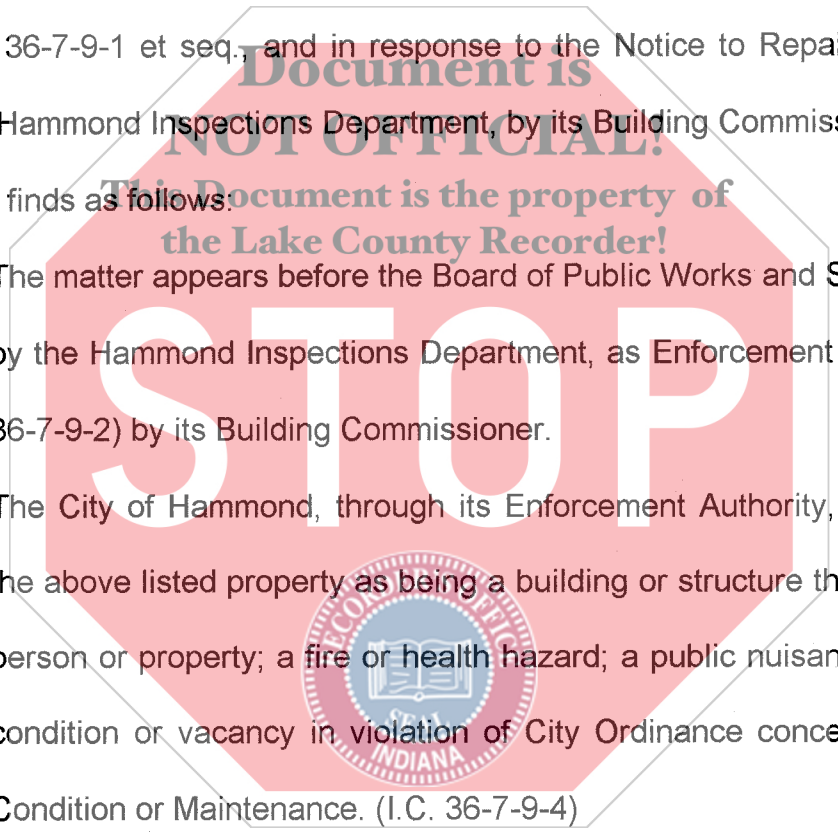 36-7-9-1 et seq., and in response to the Notice to Repai
Document is
Hammond Inspections Department, by its Building Commiss
NOT OFFICIAL!
finds as follows:
This Document is the property of
the Lake County Recorder!
The matter appears before the Board of Public Works and S
STOP
by the Hammond Inspections Department, as Enforcement
36-7-9-2) by its Building Commissioner.
The City of Hammond, through its Enforcement Authority,
the above listed property as being a building or structure th
RECORDER'S OFFICE
person or property; a fire or health hazard; a public nuisan
SEAL
condition or vacancy in violation of City Ordinance conce
INDIANA
Condition or Maintenance. (I.C. 36-7-9-4)